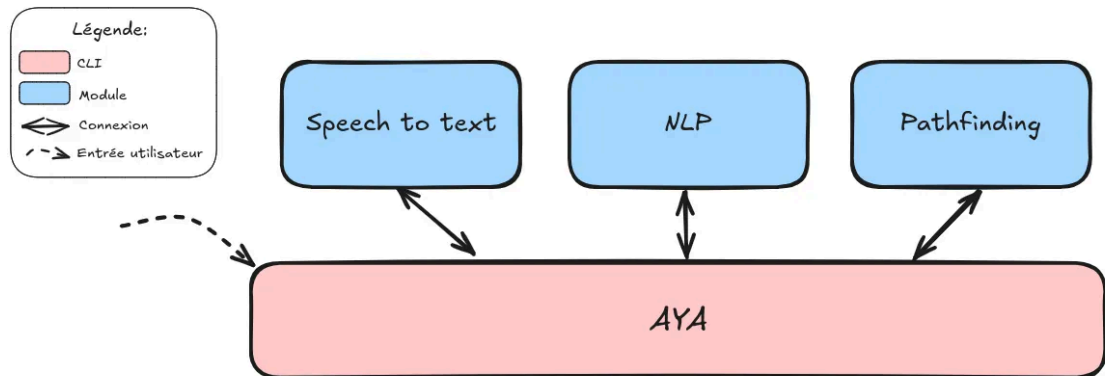 Légende:
CLI
Module
Connexion
Entrée utilisateur
Speech to text
NLP
Pathfinding
AYA